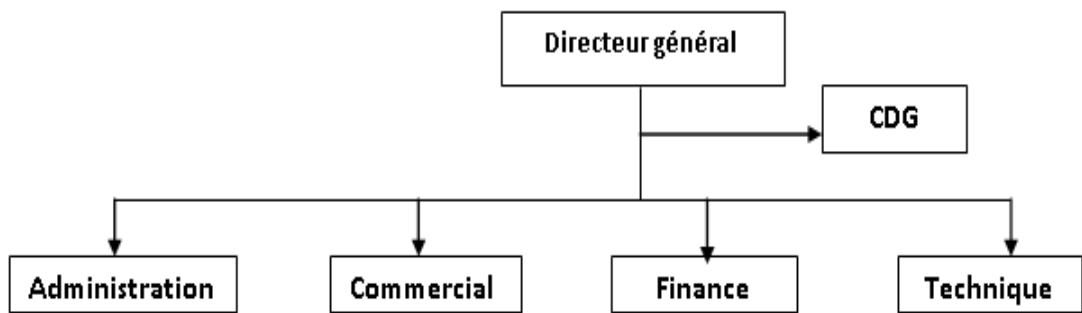 Directeur général
CDG
Administration
Commercial
Finance
Technique